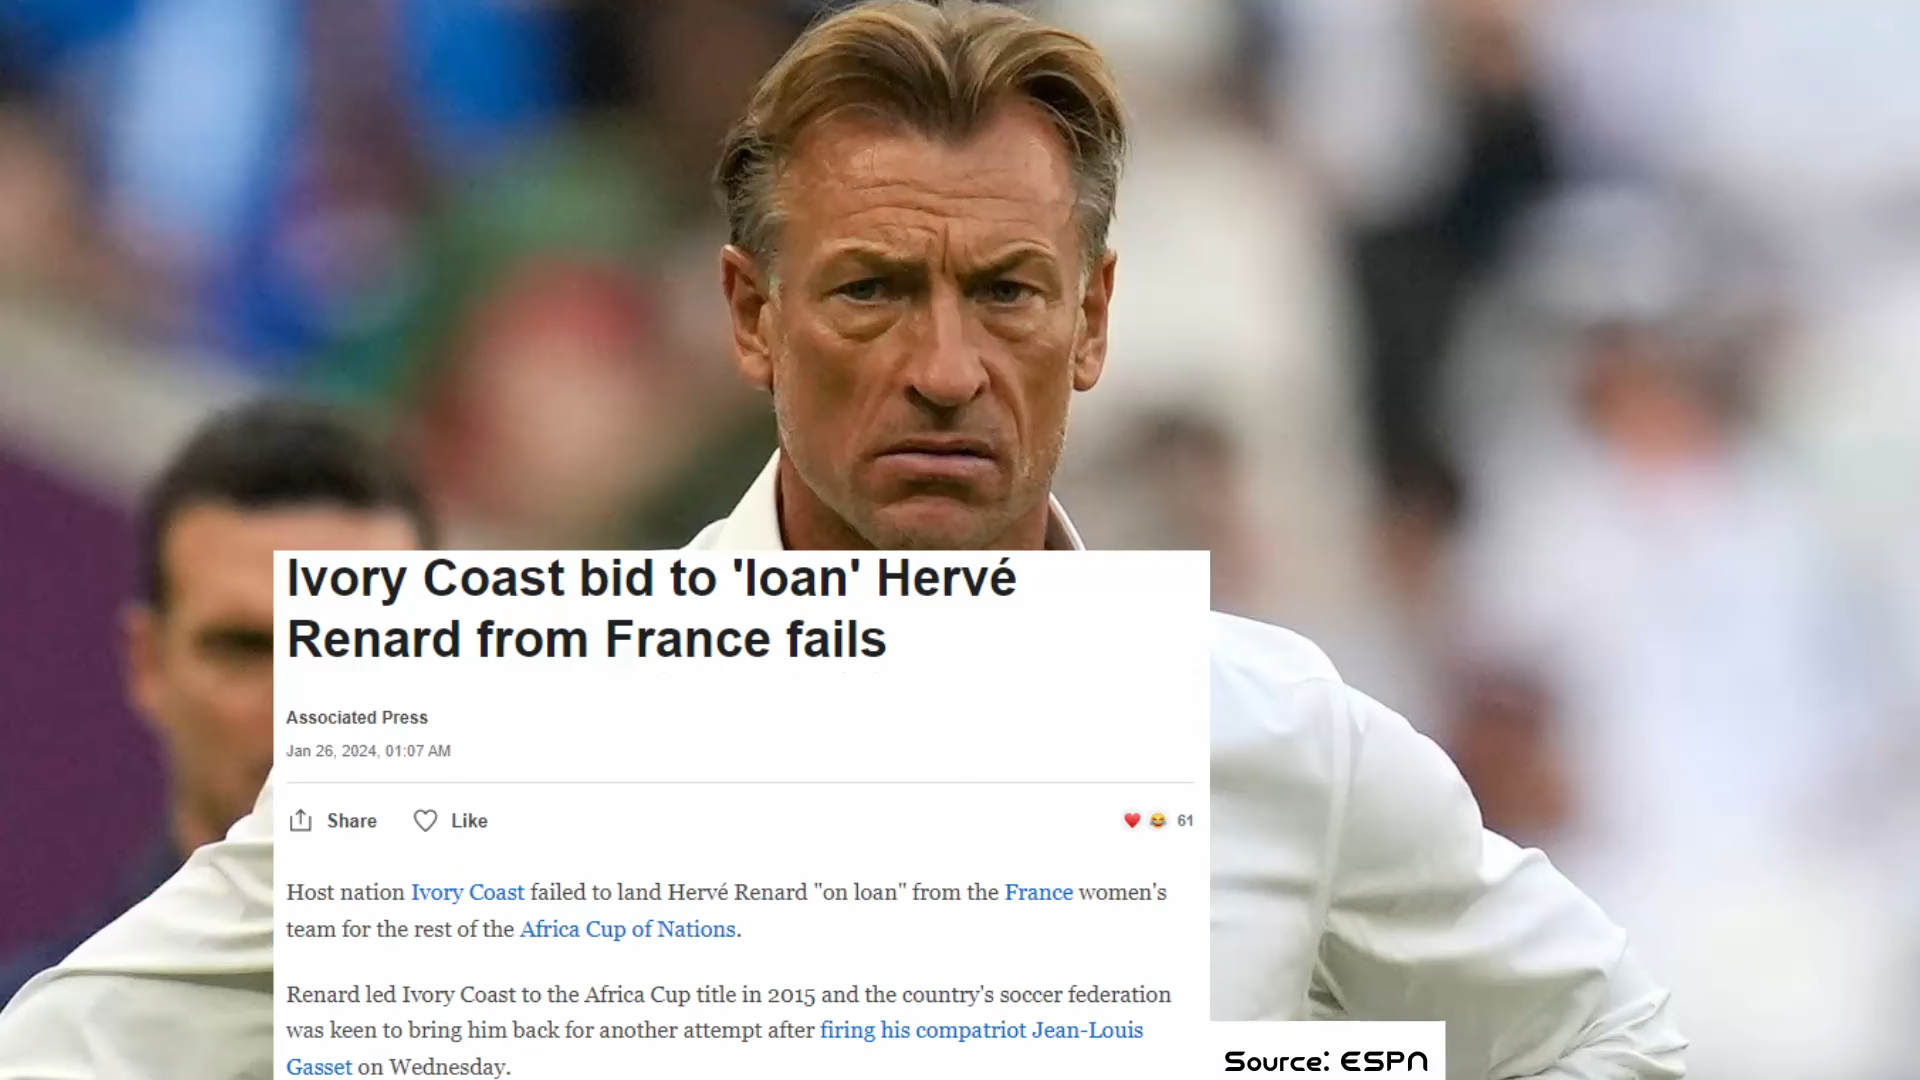 Ivory Coast bid to 'loan' Hervé
Renard from France fails
Associated Press
Jan 26, 2024, 01:07 AM
Share Like 61
Host nation Ivory Coast failed to land Hervé Renard "on loan" from the France women's
team for the rest of the Africa Cup of Nations.
Renard led Ivory Coast to the Africa Cup title in 2015 and the country's soccer federation
was keen to bring him back for another attempt after firing his compatriot Jean-Louis
Gasset on Wednesday.
Source: ESPN